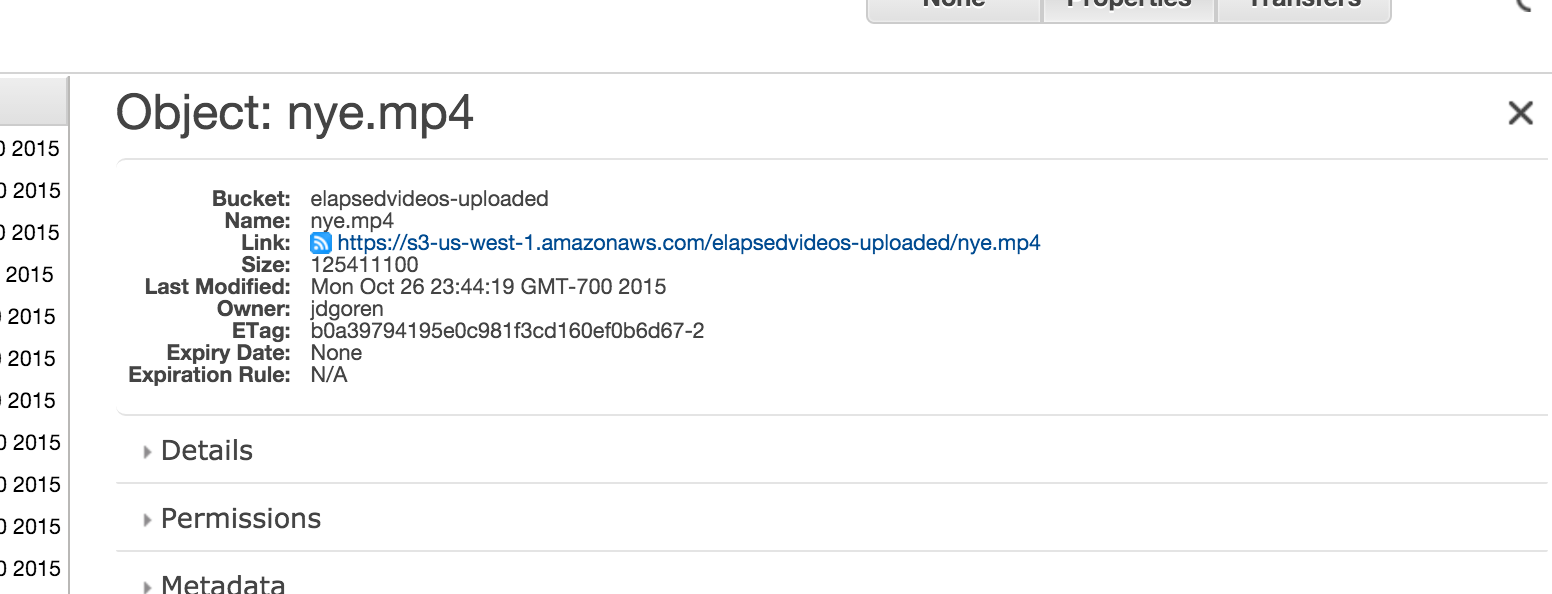 None Properties Transfers
Object: nye.mp4
0 2015
0 2015
0 2015
2015
2015
2015
2015
0 2015
0 2015
0 2015
0 2015
Bucket: elapsedvideos-uploaded
Name: nye.mp4
Link: https://s3-us-west-1.amazonaws.com/elapsedvideos-uploaded/nye.mp4
Size: 125411100
Last Modified: Mon Oct 26 23:44:19 GMT-700 2015
Owner: jdgoren
ETag: b0a39794195e0c981f3cd160ef0b6d67-2
Expiry Date: None
Expiration Rule: N/A
Details
Permissions
Metadata